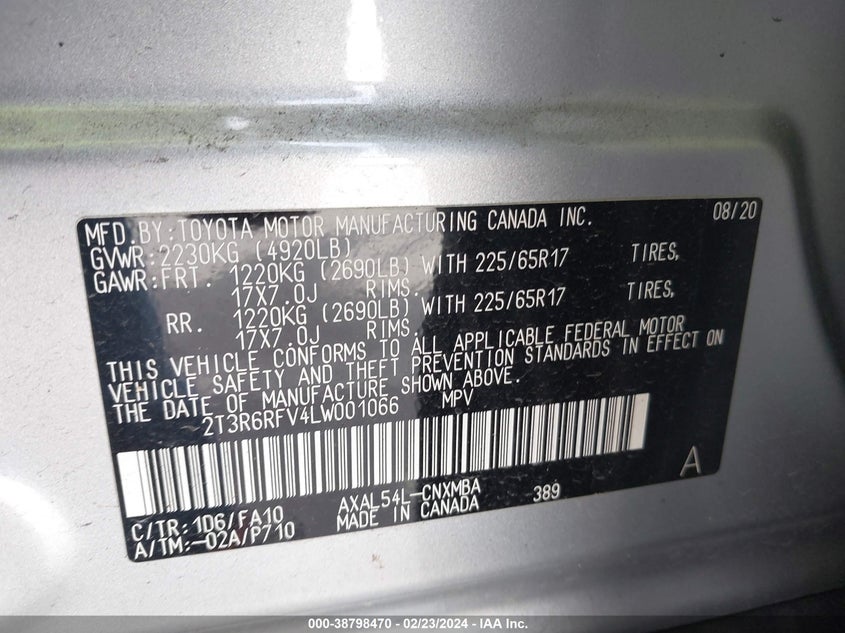 MFD.BY:TOYOTA MOTOR MANUFACTURING CANADA INC. 08/20
GVWR:2230KG (4920LB)
GAWR:FRT. 1220KG (2690LB) WITH 225/65R17 TIRES,
17X7.0J RIMS.
RR. 1220KG (2690LB) WITH 225/65R17 TIRES,
17X7.0J RIMS.
THIS VEHICLE CONFORMS TO ALL APPLICABLE FEDERAL MOTOR
VEHICLE SAFETY AND THEFT PREVENTION STANDARDS IN EFFECT ON
THE DATE OF MANUFACTURE SHOWN ABOVE.
2T3R6RFV4LW001066 MPV
A
C/TR:1D6/FA10 AXAL54L-CNXMBA 389
A/TM:-02A/P710 MADE IN CANADA
000-38798470 - 02/23/2024 - IAA Inc.